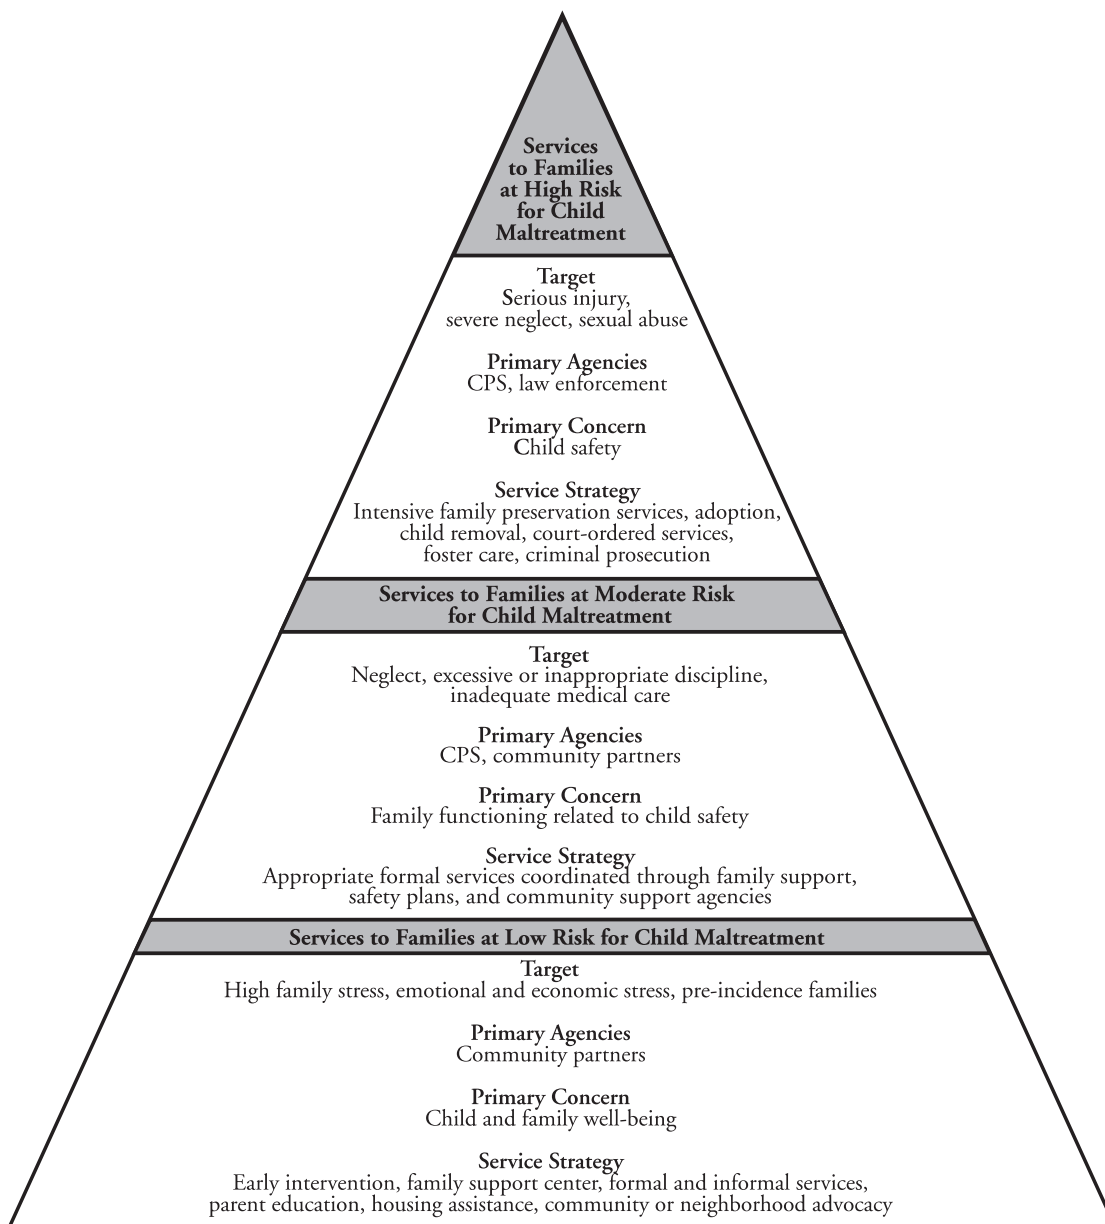 Services
to Families
at High Risk
for Child
Maltreatment
Target
Serious injury,
severe neglect, sexual abuse
Primary Agencies
CPS, law enforcement
Primary Concern
Child safety
Service Strategy
Intensive family preservation services, adoption,
child removal, court-ordered services,
foster care, criminal prosecution
Services to Families at Moderate Risk
for Child Maltreatment
Target
Neglect, excessive or inappropriate discipline,
inadequate medical care
Primary Agencies
CPS, community partners
Primary Concern
Family functioning related to child safety
Service Strategy
Appropriate formal services coordinated through family support,
safety plans, and community support agencies
Services to Families at Low Risk for Child Maltreatment
Target
High family stress, emotional and economic stress, pre-incidence families
Primary Agencies
Community partners
Primary Concern
Child and family well-being
Service Strategy
Early intervention, family support center, formal and informal services,
parent education, housing assistance, community or neighborhood advocacy